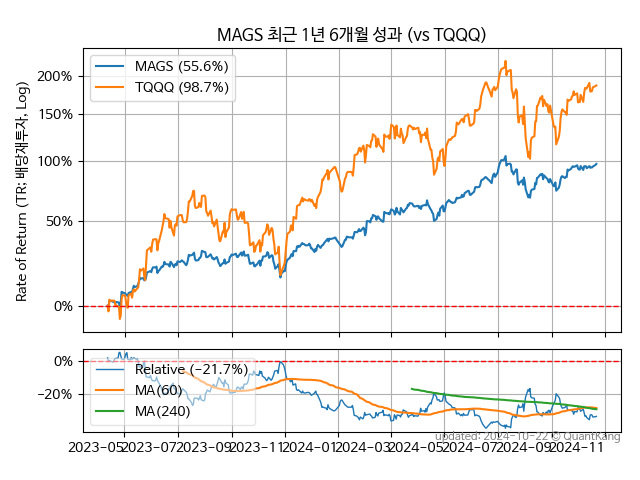 MAGS 최근 1년 6개월 성과 (vs TQQQ)
Rate of Return (TR: 배당재투자, Log)
200%
150%
100%
50%
0%
MAGS (55.6%)
TQQQ (98.7%)
0%
−20%
Relative (−21.7%)
MA(60)
MA(240)
2023−05
2023−07
2023−09
2023−11
2024−01
2024−03
2024−05
2024−07
2024−09
2024−11
updated: 2024-10-22 © QuantKang